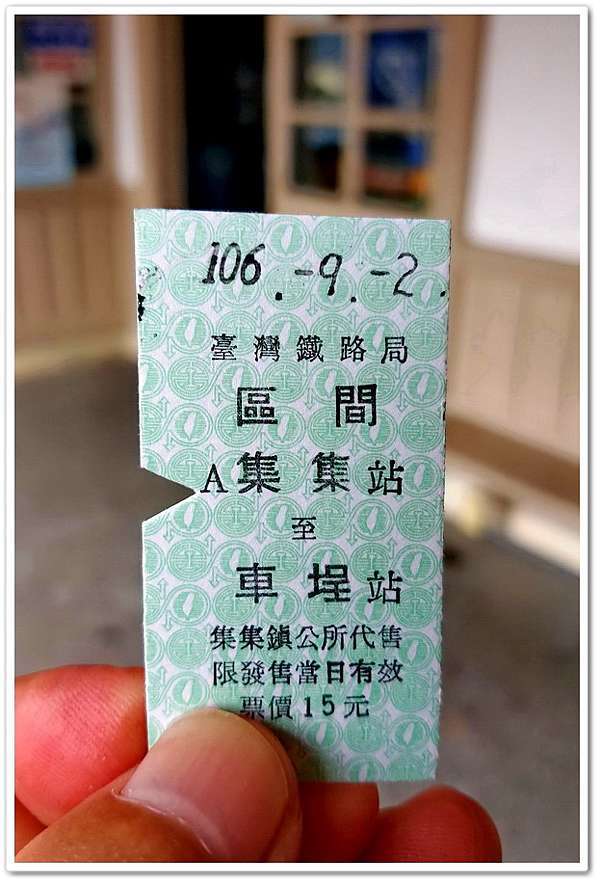 106.-9.-2.
臺灣鐵路局
區間
A集集站
至
車埕站
集集鎮公所代售
限發售當日有效
票價15元